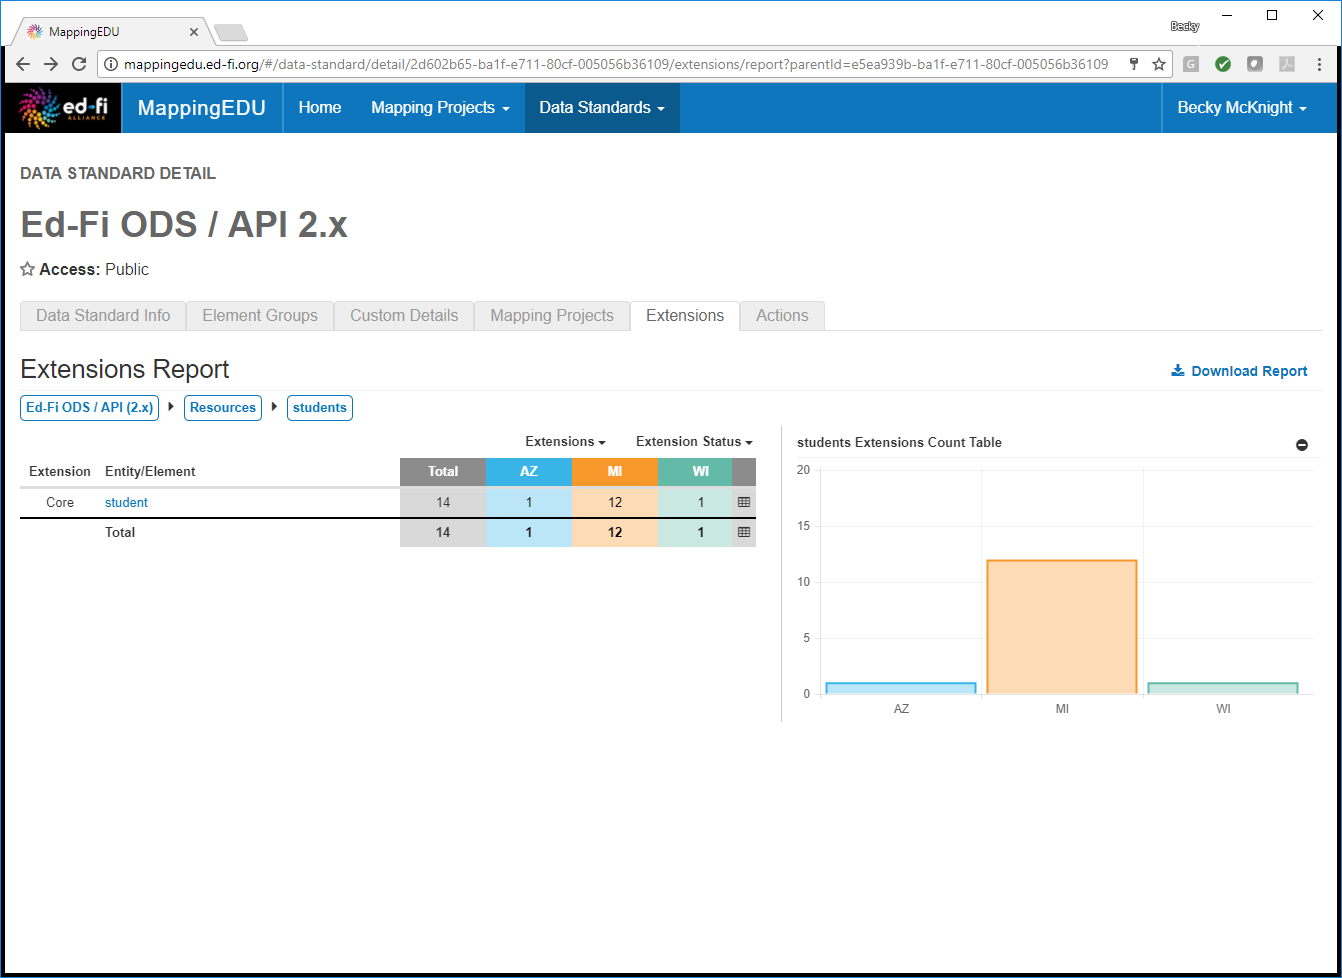 MappingEDU
Becky
mappingedu.ed-fi.org/#/data-standard/detail/2d602b65-ba1f-e711-80cf-005056b36109/extensions/report?parentId=e5ea939b-ba1f-e711-80cf-005056b36109
G
ed-fi
ALLIANCE
MappingEDU Home Mapping Projects Data Standards Becky McKnight
DATA STANDARD DETAIL
Ed-Fi ODS / API 2.x
Access: Public
Data Standard Info Element Groups Custom Details Mapping Projects Extensions Actions
Extensions Report Download Report
Ed-Fi ODS / API (2.x) Resources students
Extensions Extension Status
Extension Entity/Element Total AZ MI WI
Core student 14 1 12 1
Total 14 1 12 1
students Extensions Count Table
20
15
10
5
0
AZ MI WI